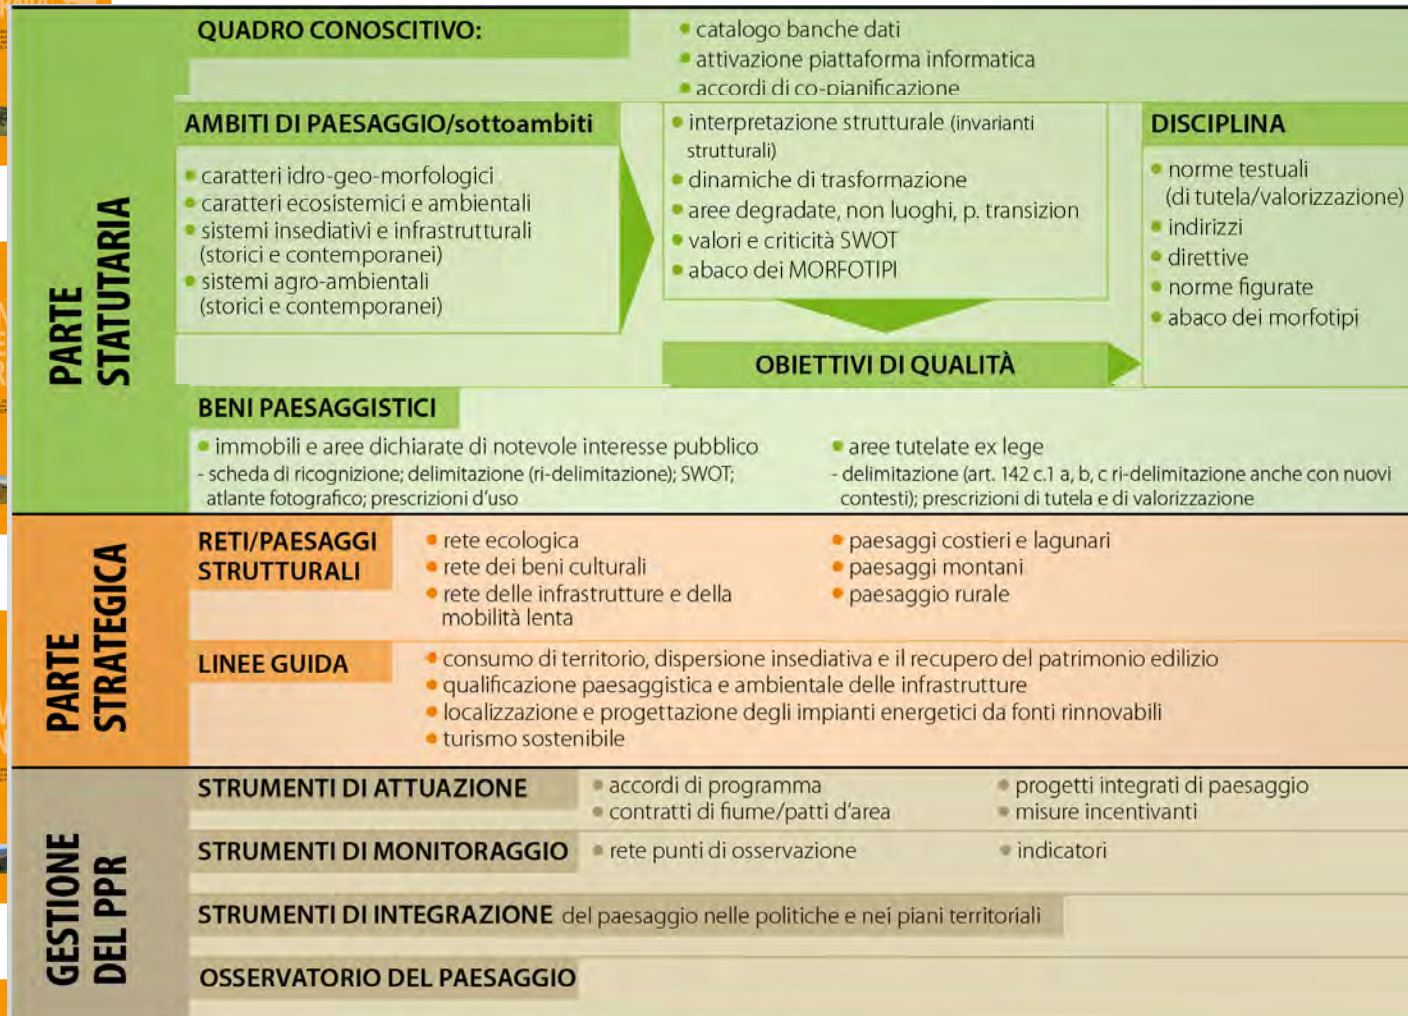 PARTE
STATUTARIA
QUADRO CONOSCITIVO:
• catalogo banche dati
• attivazione piattaforma informatica
• accordi di co-pianificazione
AMBITI DI PAESAGGIO/sottoambiti
• caratteri idro-geo-morfologici
• caratteri ecosistemici e ambientali
• sistemi insediativi e infrastrutturali
(storici e contemporanei)
• sistemi agro-ambientali
(storici e contemporanei)
• interpretazione strutturale (invarianti
strutturali)
• dinamiche di trasformazione
• aree degradate, non luoghi, p. transizion
• valori e criticità SWOT
• abaco dei MORFOTIPI
OBIETTIVI DI QUALITÀ
DISCIPLINA
• norme testuali
(di tutela/valorizzazione)
• indirizzi
• direttive
• norme figurate
• abaco dei morfotipi
BENI PAESAGGISTICI
• immobili e aree dichiarate di notevole interesse pubblico
- scheda di ricognizione; delimitazione (ri-delimitazione); SWOT;
atlante fotografico; prescrizioni d'uso
• aree tutelate ex lege
- delimitazione (art. 142 c.1 a, b, c ri-delimitazione anche con nuovi
contesti); prescrizioni di tutela e di valorizzazione
PARTE
STRATEGICA
RETI/PAESAGGI
STRUTTURALI
• rete ecologica
• rete dei beni culturali
• rete delle infrastrutture e della
mobilità lenta
• paesaggi costieri e lagunari
• paesaggi montani
• paesaggio rurale
LINEE GUIDA
• consumo di territorio, dispersione insediativa e il recupero del patrimonio edilizio
• qualificazione paesaggistica e ambientale delle infrastrutture
• localizzazione e progettazione degli impianti energetici da fonti rinnovabili
• turismo sostenibile
GESTIONE
DEL PPR
STRUMENTI DI ATTUAZIONE
• accordi di programma
• contratti di fiume/patti d'area
• progetti integrati di paesaggio
• misure incentivanti
STRUMENTI DI MONITORAGGIO
• rete punti di osservazione
• indicatori
STRUMENTI DI INTEGRAZIONE del paesaggio nelle politiche e nei piani territoriali
OSSERVATORIO DEL PAESAGGIO